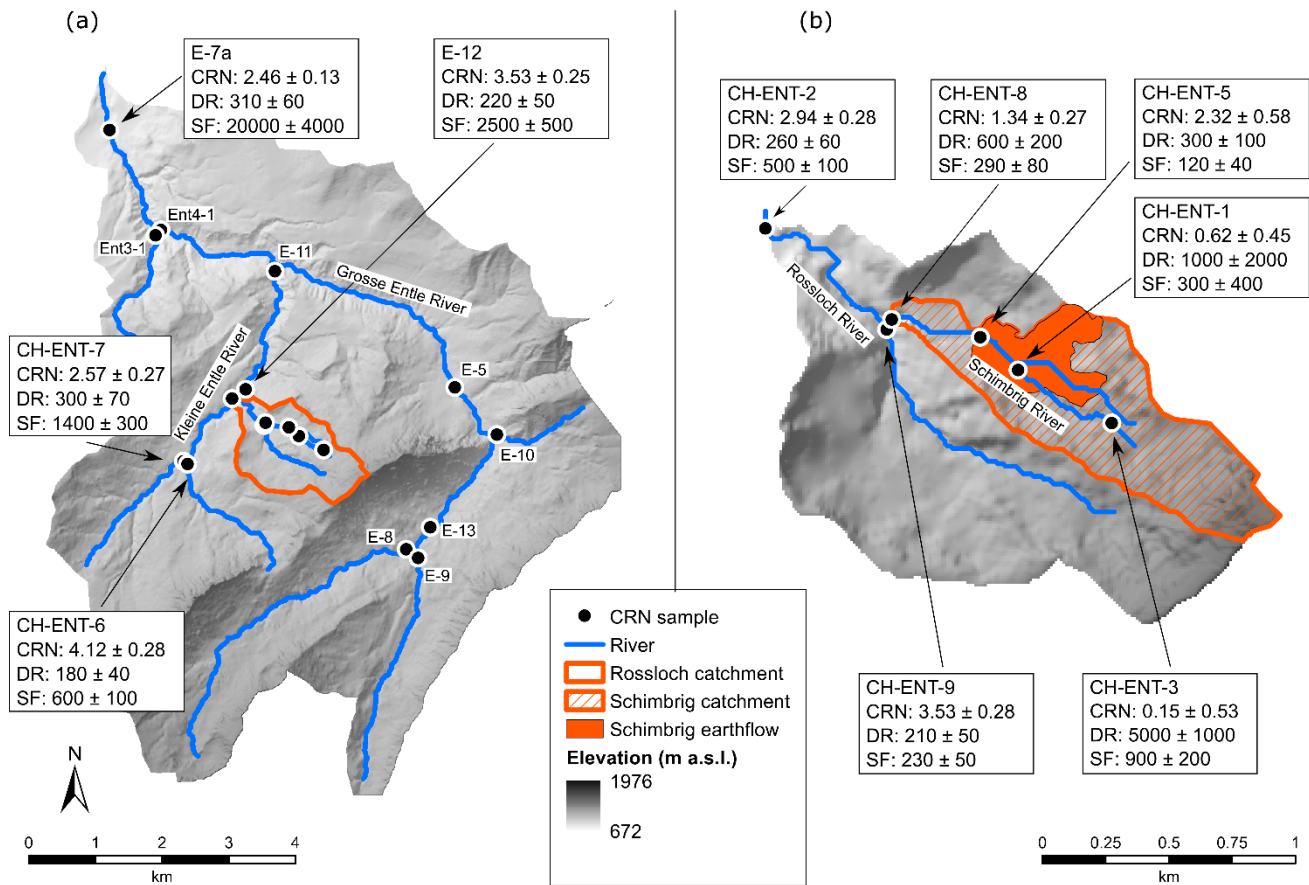 (a)
E-7a
CRN: 2.46 ± 0.13
DR: 310 ± 60
SF: 20000 ± 4000
E-12
CRN: 3.53 ± 0.25
DR: 220 ± 50
SF: 2500 ± 500
Ent4-1
Ent3-1
E-11
Grosse Entle River
Kleine Entle River
CH-ENT-7
CRN: 2.57 ± 0.27
DR: 300 ± 70
SF: 1400 ± 300
E-5
E-10
E-13
E-8
E-9
CH-ENT-6
CRN: 4.12 ± 0.28
DR: 180 ± 40
SF: 600 ± 100
N
0 1 2 3 4
km
(b)
CH-ENT-2
CRN: 2.94 ± 0.28
DR: 260 ± 60
SF: 500 ± 100
CH-ENT-8
CRN: 1.34 ± 0.27
DR: 600 ± 200
SF: 290 ± 80
CH-ENT-5
CRN: 2.32 ± 0.58
DR: 300 ± 100
SF: 120 ± 40
CH-ENT-1
CRN: 0.62 ± 0.45
DR: 1000 ± 2000
SF: 300 ± 400
Rossloch River
Schimbrig River
CH-ENT-9
CRN: 3.53 ± 0.28
DR: 210 ± 50
SF: 230 ± 50
CH-ENT-3
CRN: 0.15 ± 0.53
DR: 5000 ± 1000
SF: 900 ± 200
CRN sample
River
Rossloch catchment
Schimbrig catchment
Schimbrig earthflow
Elevation (m a.s.l.)
1976
672
0 0.25 0.5 0.75 1
km